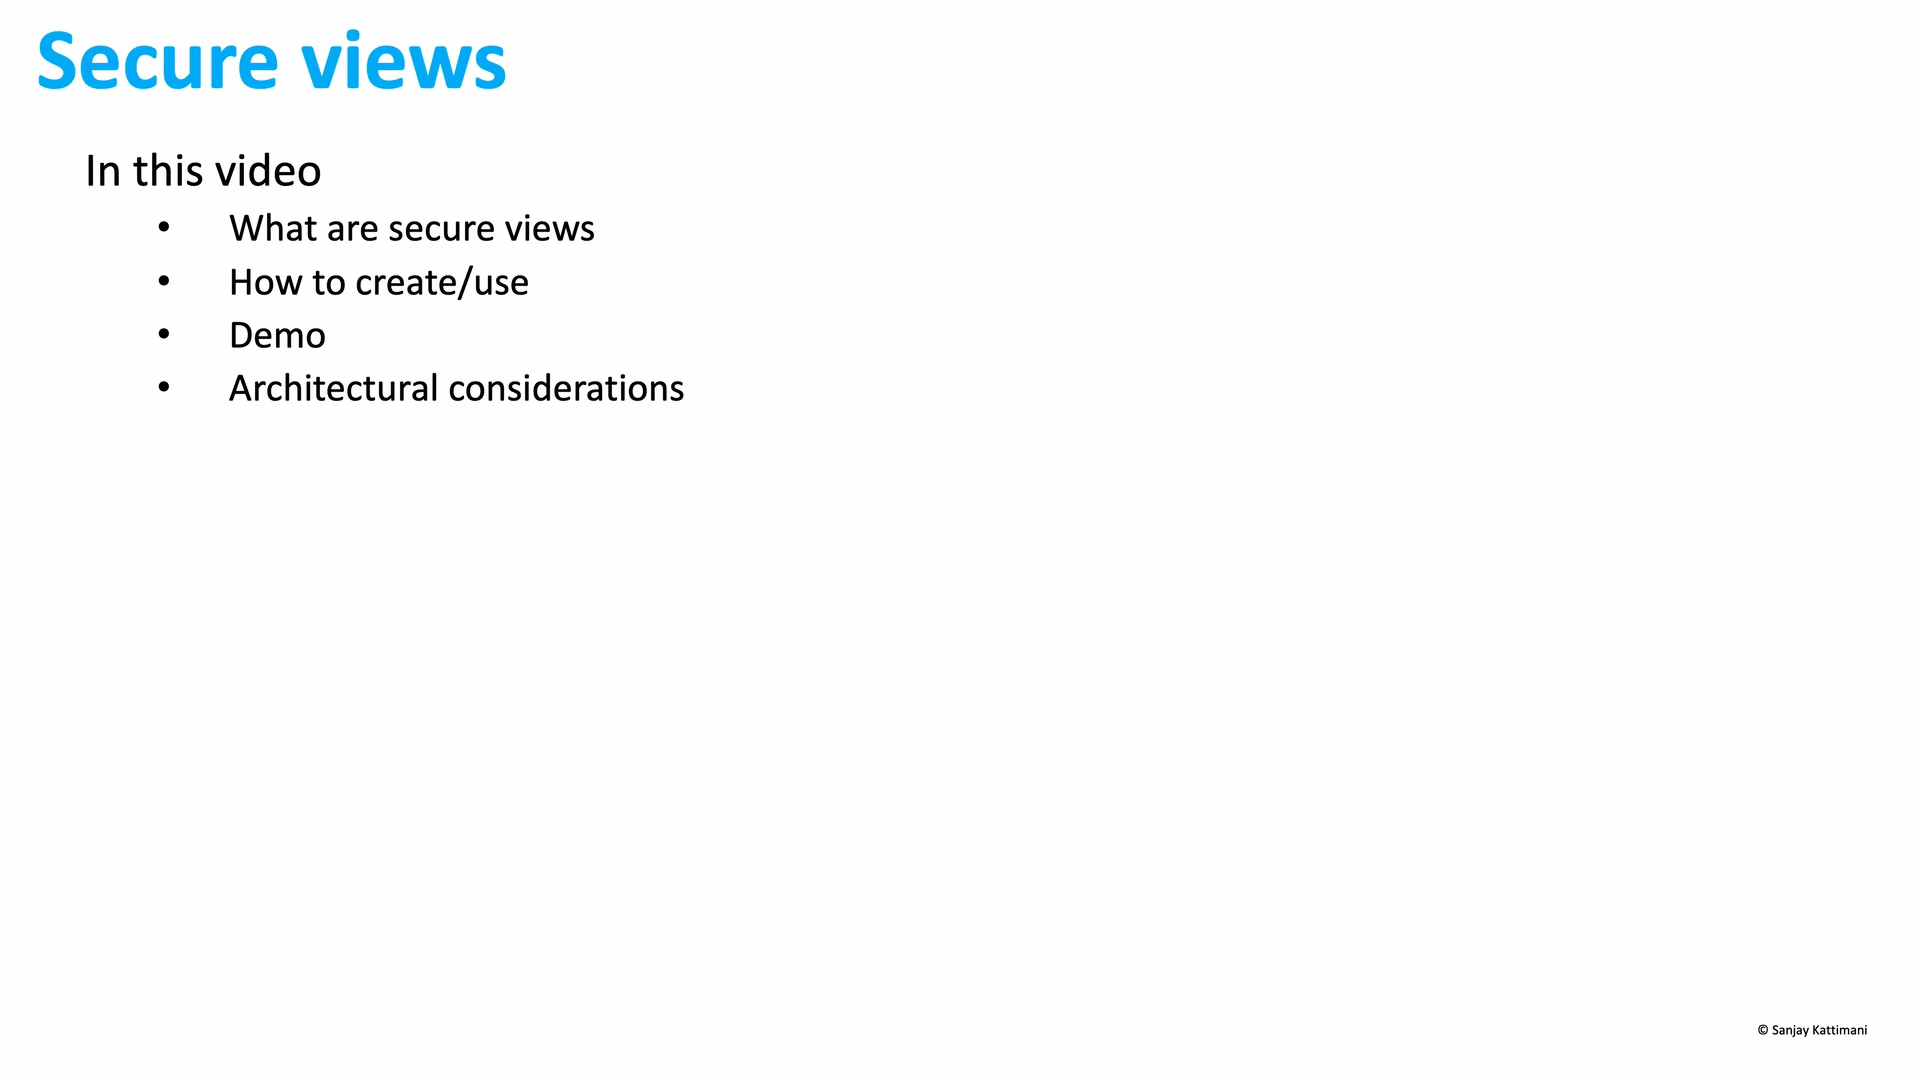 Secure views
In this video
• What are secure views
• How to create/use
• Demo
• Architectural considerations
© Sanjay Kattimani